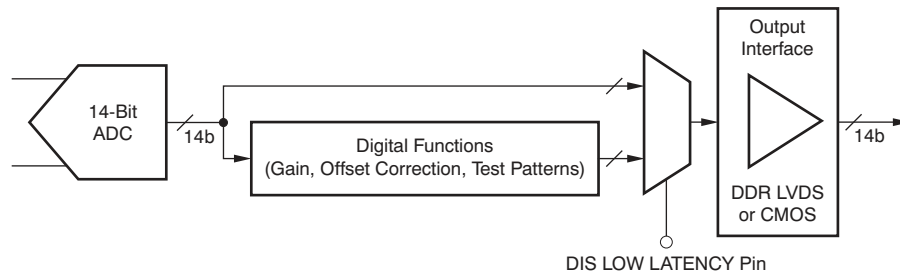 14-Bit
ADC
14b
Digital Functions
(Gain, Offset Correction, Test Patterns)
DIS LOW LATENCY Pin
Output
Interface
DDR LVDS
or CMOS
14b